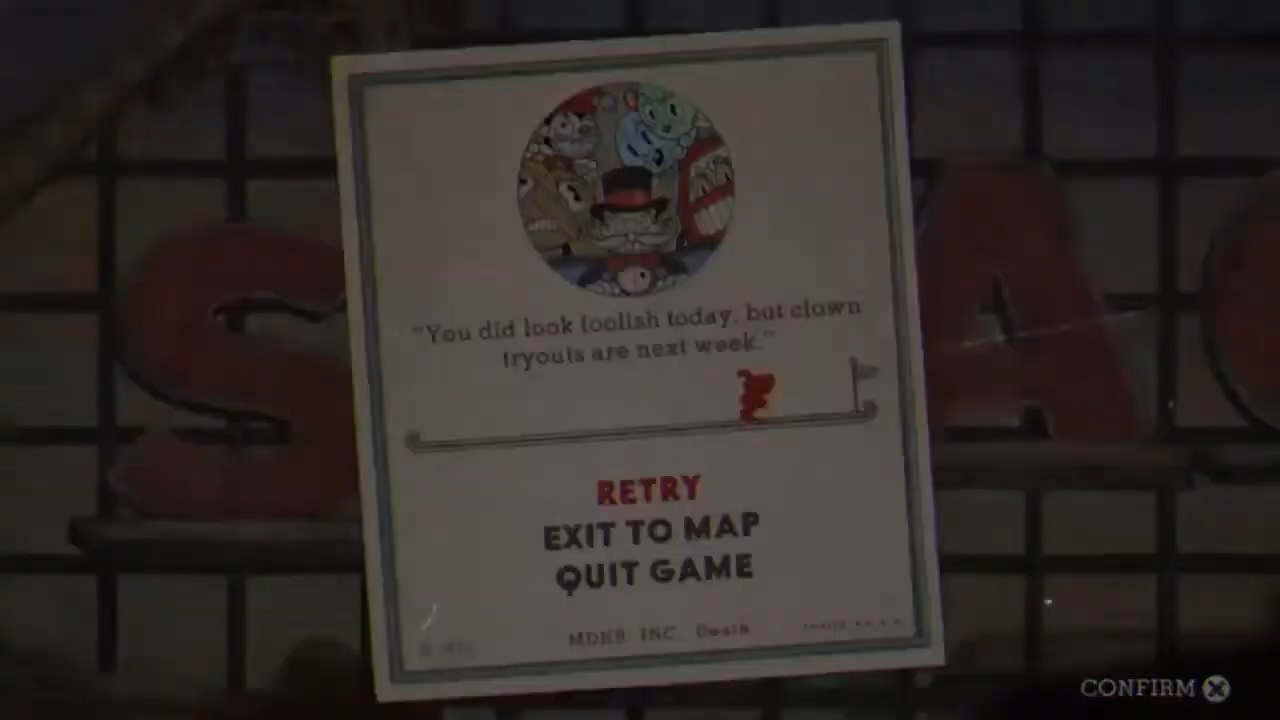 "You did look foolish today, but clown
tryouts are next week."
RETRY
EXIT TO MAP
QUIT GAME
MDHR INC.
CONFIRM
S
A